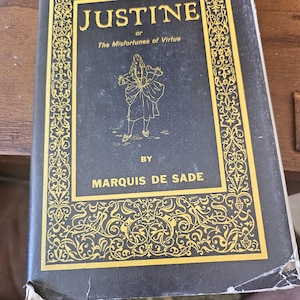 JUSTINE
or
The Misfortunes of Virtue
BY
MARQUIS DE SADE